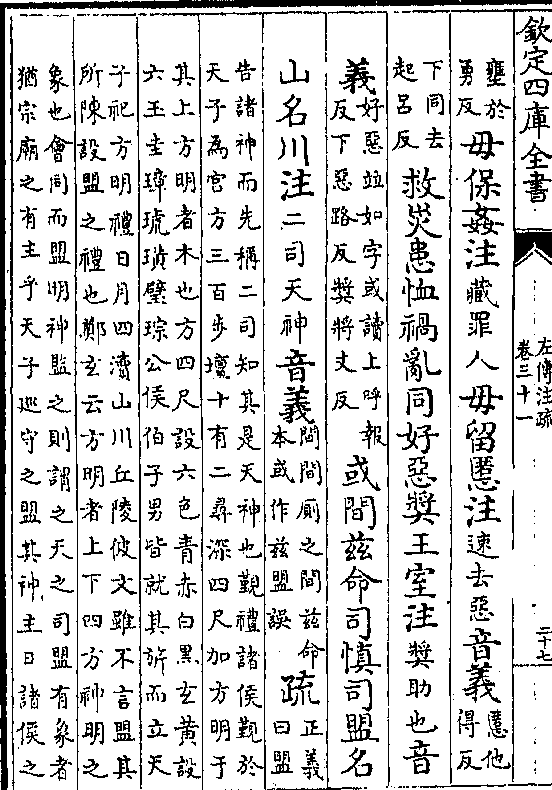 欽定四庫全書
左傳注疏
卷三十一
二十七
壅於
勇反
毋保姦注藏罪人毋留慝注速去惡音義慝他
得反
下同去
起呂反
救災患恤禍亂同好惡獎王室注獎助也音
義好惡並如字或讀上呼報
反下惡路反獎將丈反
或間茲命司慎司盟名
山名川注二司天神音義間間廁之間茲命
本或作兹盟誤
疏正義
曰盟
告諸神而先稱二司知其是天神也覲禮諸侯覲於
天子為宮方三百步壇十有二尋深四尺加方明于
其上方明者木也方四尺設六色青赤白黑玄黃設
六玉圭璋琥璜璧琮公侯伯子男皆就其旂而立天
子祀方明禮日月四瀆山川丘陵彼文雖不言盟其
所陳設盟之禮也鄭玄云方明者上下四方神明之
象也會同而盟明神監之則謂之天之司盟有象者
猶宗廟之有主乎天子巡守之盟其神主日諸侯之